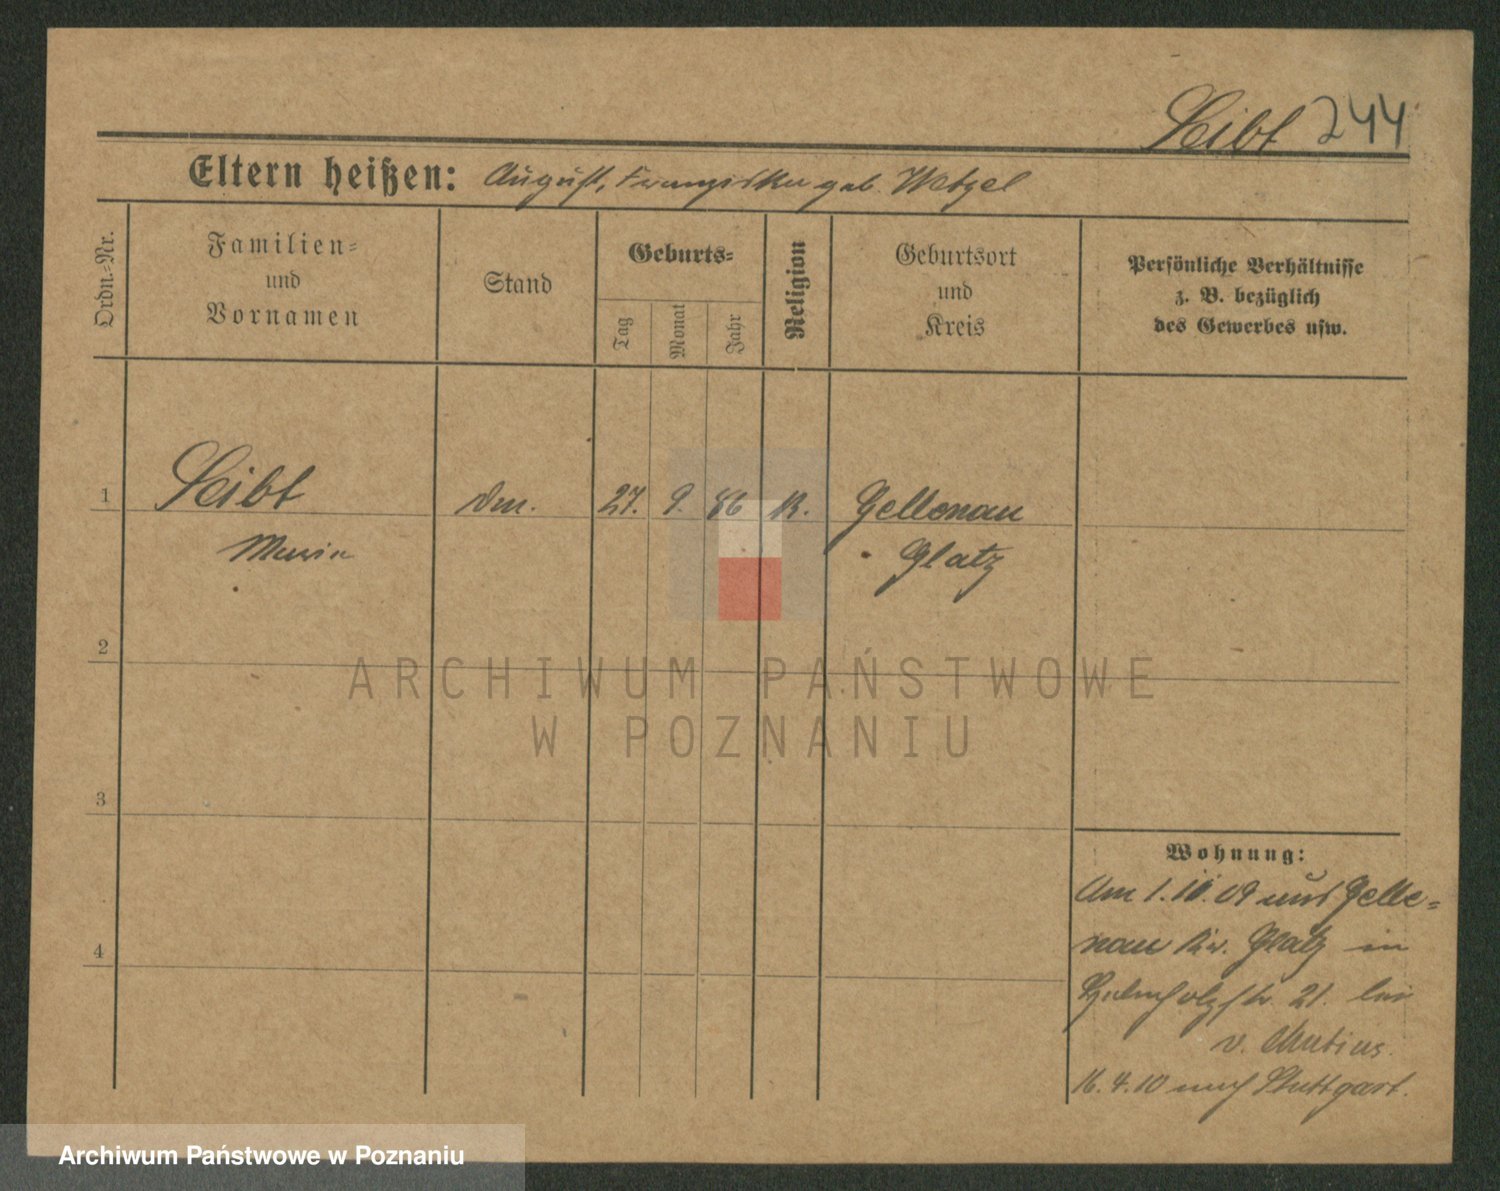 Seibt 244
Eltern heißen: August, Franziska geb. Wetzel
Ordn.=Nr.
Familien=
und
Vornamen
Stand
Geburts=
Tag
Monat
Jahr
Religion
Geburtsort
und
Kreis
Persönliche Verhältnisse
z. B. bezüglich
des Gewerbes usw.
1 Seibt 27. 9. 86 K. Gellenau
Maria Glatz
2
3
4
Wohnung:
Am 1.10.09 aus Gelle=
nau Kr. Glatz in
21. bei
v. Mutius.
16.4.10 nach Stuttgart.
ARCHIWUM PAŃSTWOWE
W POZNANIU
Archiwum Państwowe w Poznaniu